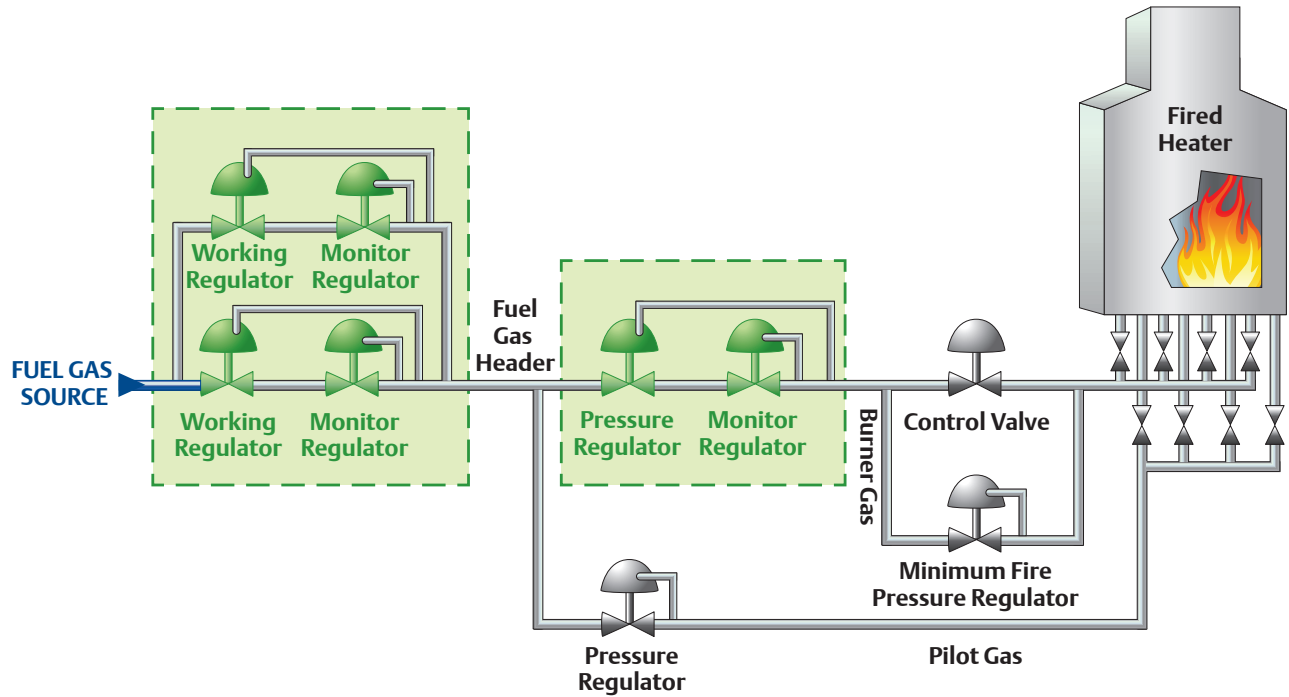 Fired
Heater
Working
Regulator
Monitor
Regulator
FUEL GAS
SOURCE
Working
Regulator
Monitor
Regulator
Fuel
Gas
Header
Pressure
Regulator
Monitor
Regulator
Burner Gas
Control Valve
Minimum Fire
Pressure Regulator
Pressure
Regulator
Pilot Gas